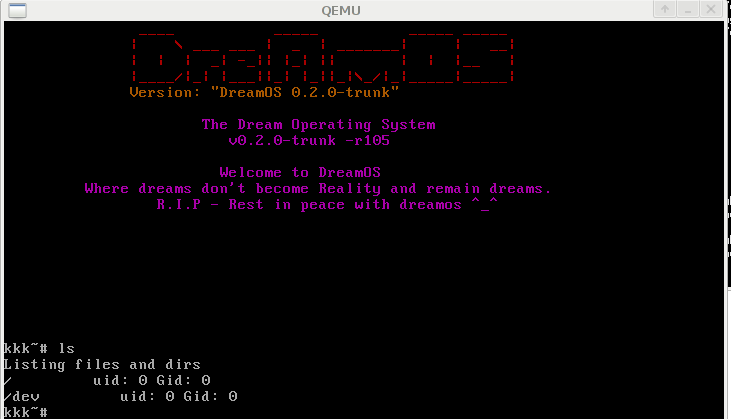 QEMU
DreamOS
Version: "DreamOS 0.2.0-trunk"
The Dream Operating System
v0.2.0-trunk -r105
Welcome to DreamOS
Where dreams don't become Reality and remain dreams.
R.I.P - Rest in peace with dreamos ^_^
kkk~# ls
Listing files and dirs
/ uid: 0 Gid: 0
/dev uid: 0 Gid: 0
kkk~#